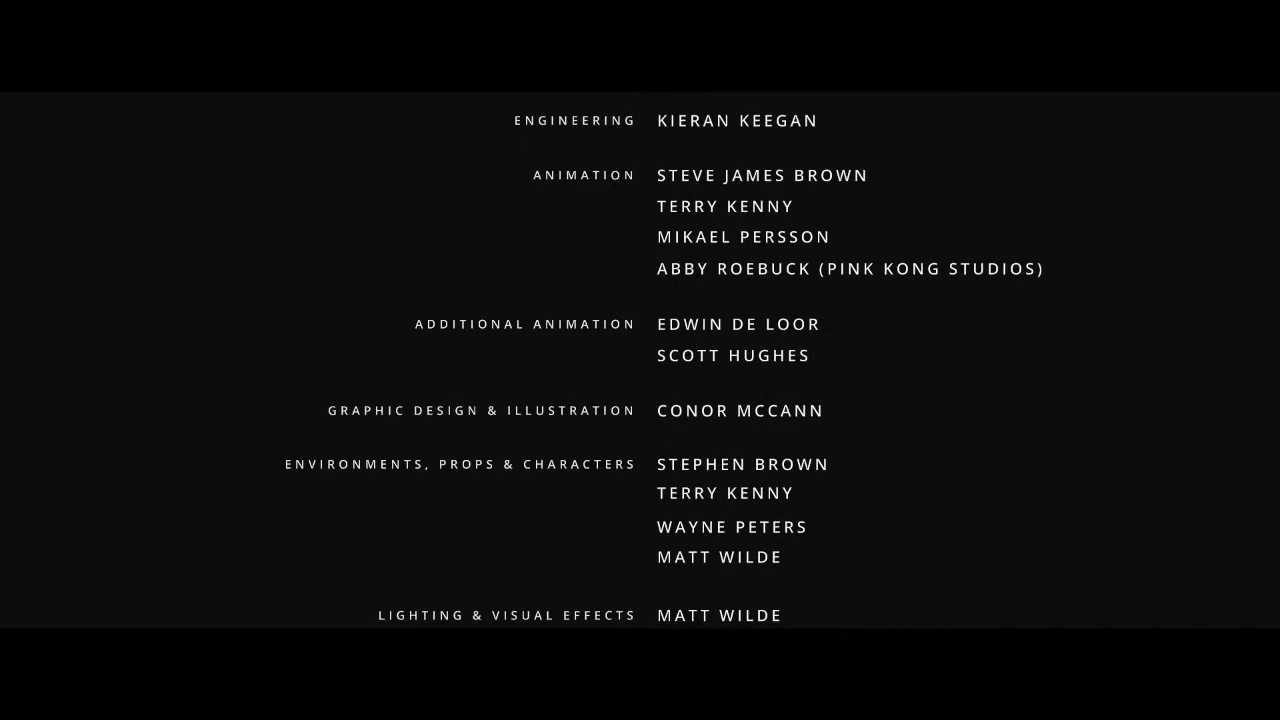 ENGINEERING KIERAN KEEGAN
ANIMATION STEVE JAMES BROWN
TERRY KENNY
MIKAEL PERSSON
ABBY ROEBUCK (PINK KONG STUDIOS)
ADDITIONAL ANIMATION EDWIN DE LOOR
SCOTT HUGHES
GRAPHIC DESIGN & ILLUSTRATION CONOR MCCANN
ENVIRONMENTS, PROPS & CHARACTERS STEPHEN BROWN
TERRY KENNY
WAYNE PETERS
MATT WILDE
LIGHTING & VISUAL EFFECTS MATT WILDE